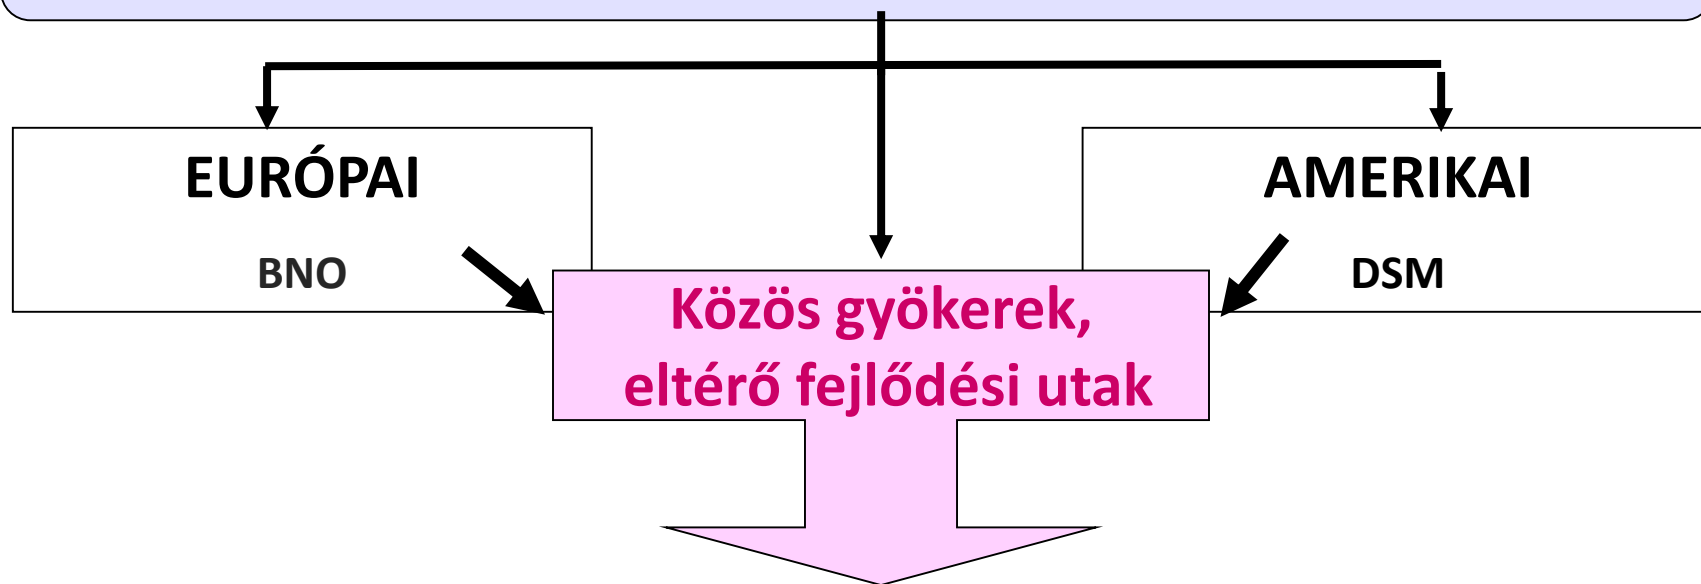 EURÓPAI
BNO
AMERIKAI
DSM
Közös gyökerek,
eltérő fejlődési utak